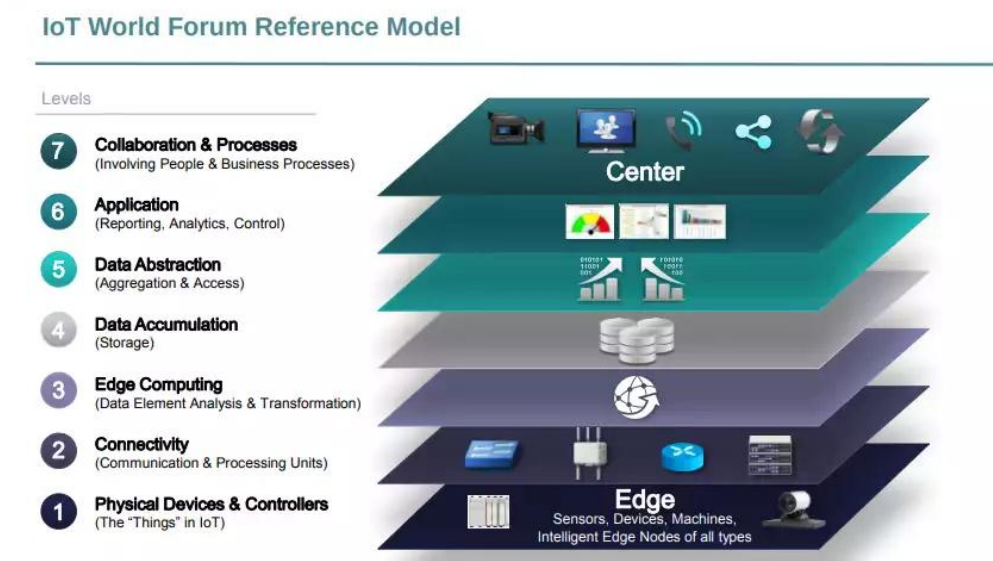 IoT World Forum Reference Model
Levels
7
Collaboration & Processes
(Involving People & Business Processes)
6
Application
(Reporting, Analytics, Control)
5
Data Abstraction
(Aggregation & Access)
4
Data Accumulation
(Storage)
3
Edge Computing
(Data Element Analysis & Transformation)
2
Connectivity
(Communication & Processing Units)
1
Physical Devices & Controllers
(The “Things” in IoT)
Center
010101
11001
001
Edge
Sensors, Devices, Machines,
Intelligent Edge Nodes of all types